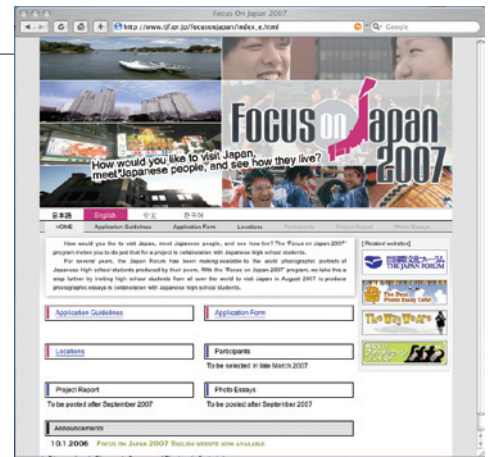 Focus On Japan 2007
http://www.tjf.or.jp/focusonjapan/index_e.html
Google
FOCUS on Japan
2007
How would you like to visit Japan,
meet Japanese people, and see how they live?
日本語 English 中文 한국어
HOME Application Guidelines Application Form Locations Participants Project Report Photo Essays
How would you like to visit Japan, meet Japanese people, and see how they live? The "Focus on Japan 2007"
program invites you to do just that for a project in collaboration with Japanese high school students.
For several years, the Japan Forum has been making available to the world photographic portraits of
Japanese high school students produced by their peers. With the "Focus on Japan 2007" program, we take this a
step further by inviting high school students from all over the world to visit Japan in August 2007 to produce
photographic essays in collaboration with Japanese high school students.
[Related websites]
THE JAPAN FORUM
The Deai
Photo Essay Cafe
The Way We Are
Application Guidelines
Application Form
Locations
Participants
To be selected in late March 2007
Project Report
Photo Essays
To be posted after September 2007
To be posted after September 2007
Announcements
10.1.2006 FOCUS ON JAPAN 2007 ENGLISH WEBSITE NOW AVAILABLE.